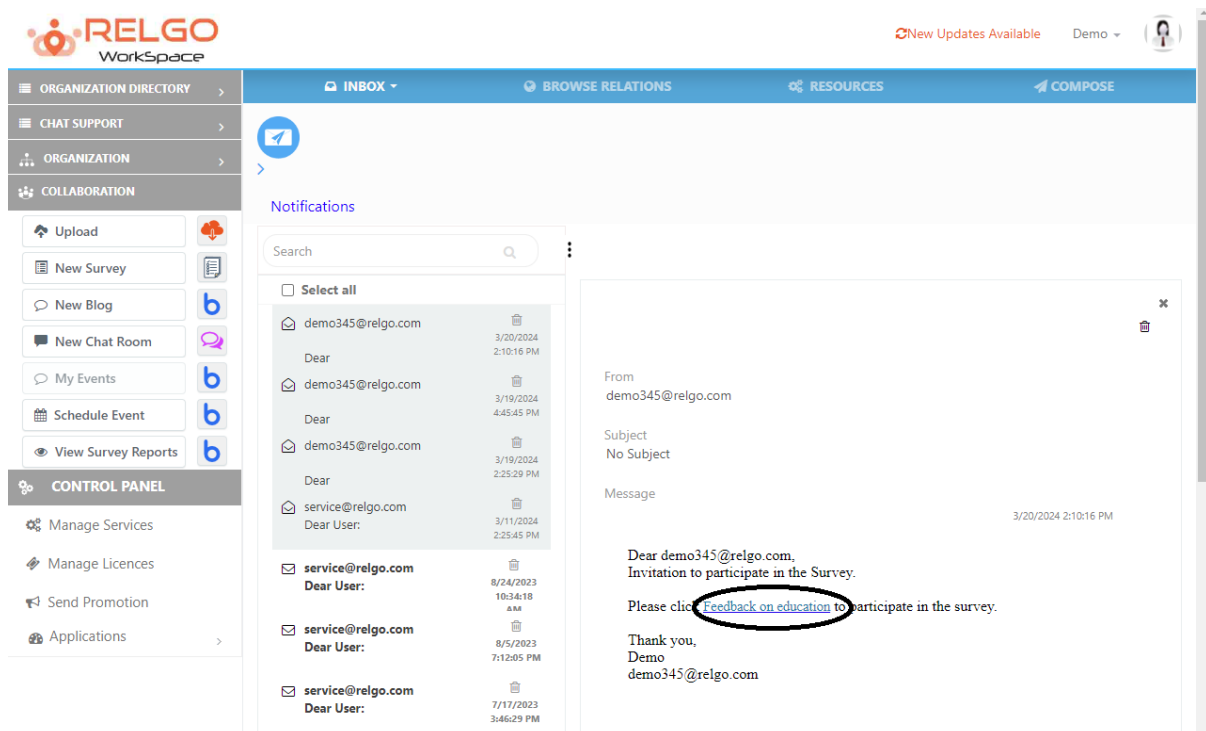 RELGO
WorkSpace
New Updates Available
Demo
ORGANIZATION DIRECTORY
CHAT SUPPORT
ORGANIZATION
COLLABORATION
Upload
New Survey
New Blog
New Chat Room
My Events
Schedule Event
View Survey Reports
CONTROL PANEL
Manage Services
Manage Licences
Send Promotion
Applications
INBOX
BROWSE RELATIONS
RESOURCES
COMPOSE
Notifications
Search
Select all
demo345@relgo.com
3/20/2024
2:10:16 PM
Dear
demo345@relgo.com
3/19/2024
4:45:45 PM
Dear
demo345@relgo.com
3/19/2024
2:25:29 PM
Dear
service@relgo.com
Dear User:
3/11/2024
2:25:45 PM
service@relgo.com
Dear User:
8/24/2023
10:34:18
AM
service@relgo.com
Dear User:
8/5/2023
7:12:05 PM
service@relgo.com
Dear User:
7/17/2023
3:46:29 PM
From
demo345@relgo.com
Subject
No Subject
Message
3/20/2024 2:10:16 PM
Dear demo345@relgo.com,
Invitation to participate in the Survey.
Please click Feedback on education to participate in the survey.
Thank you,
Demo
demo345@relgo.com